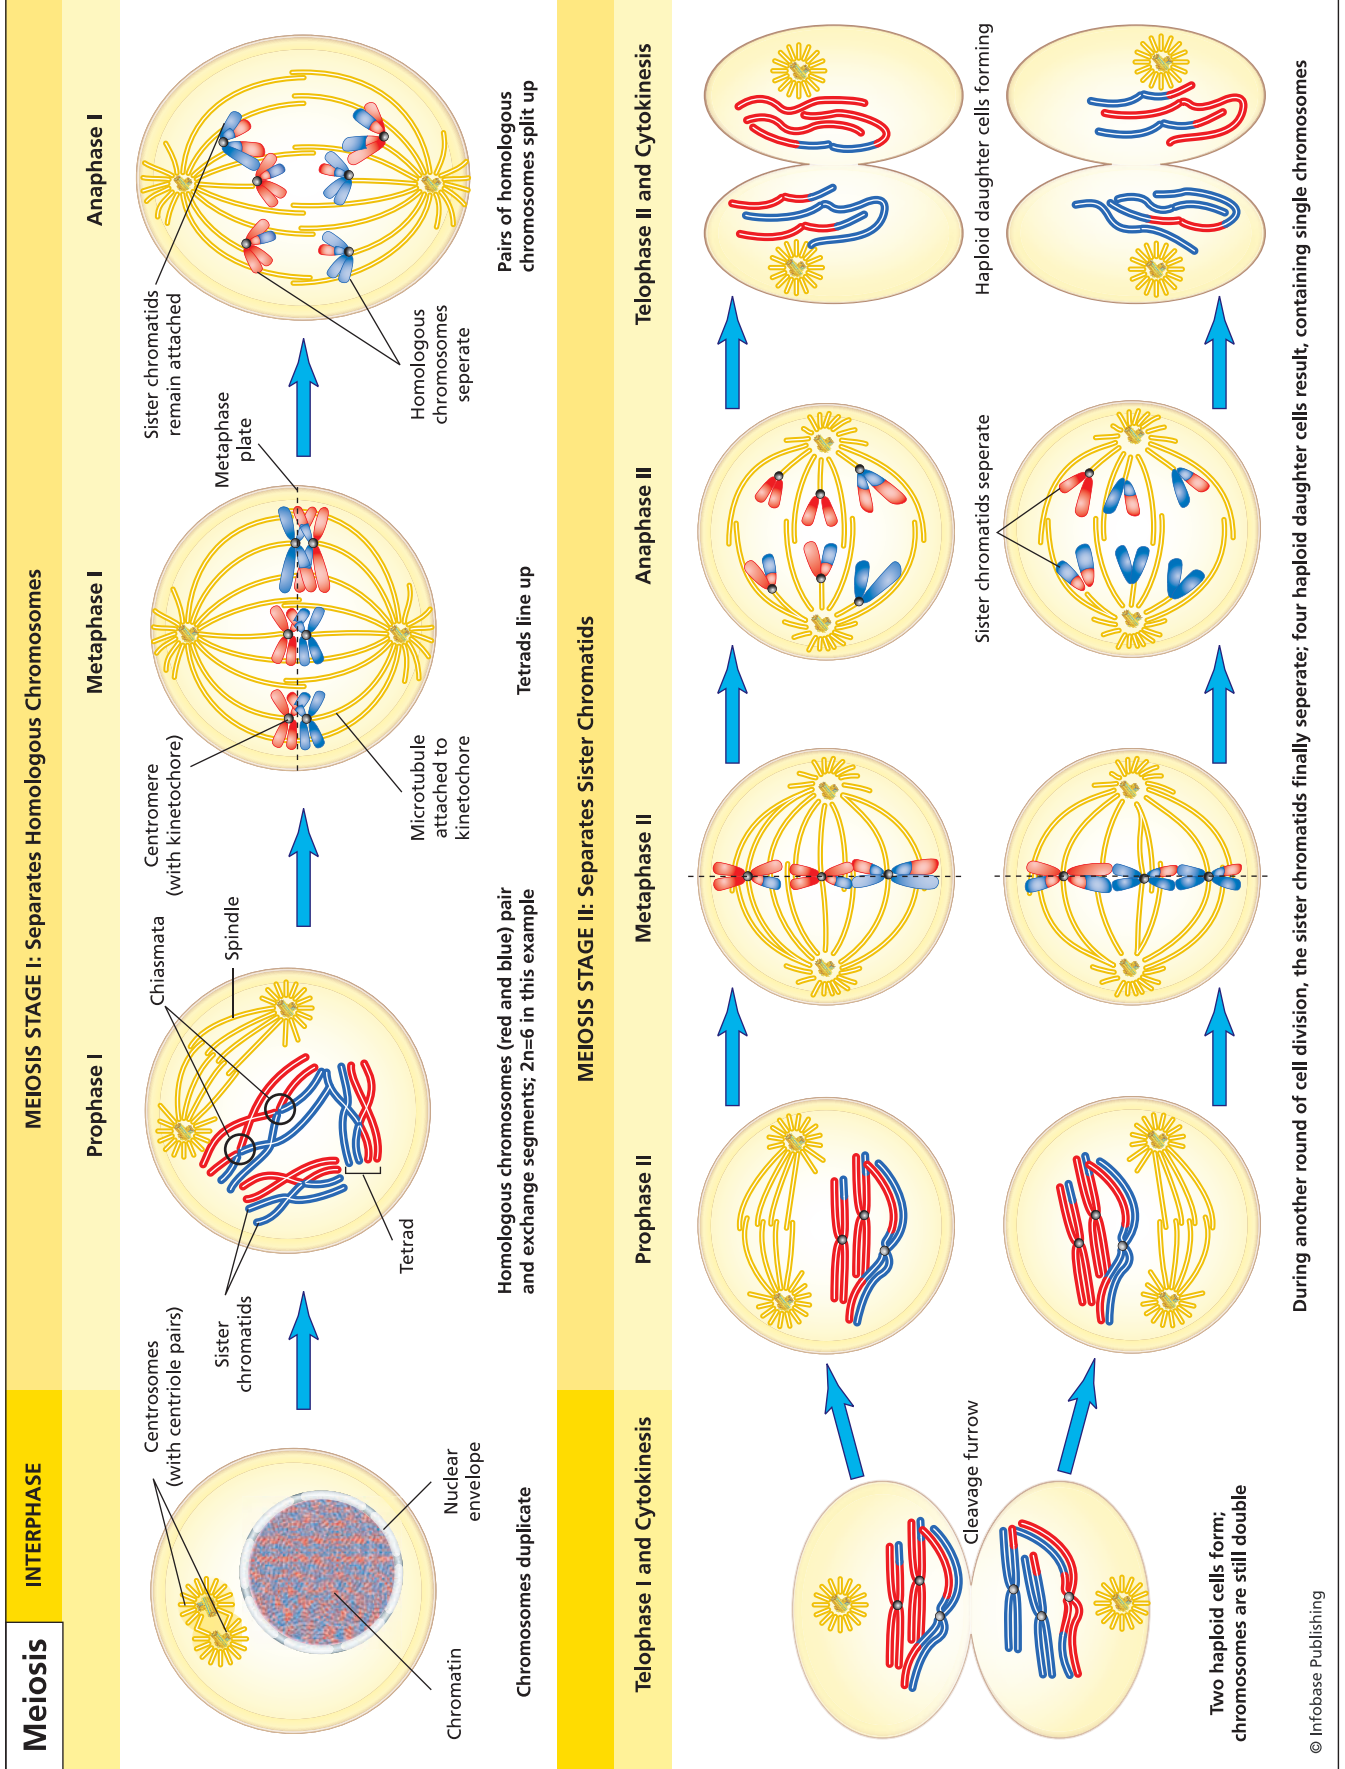 Meiosis
INTERPHASE
MEIOSIS STAGE I: Separates Homologous Chromosomes
Prophase I
Metaphase I
Anaphase I
Centrosomes
(with centriole pairs)
Chromatin
Nuclear
envelope
Chromosomes duplicate
Sister
chromatids
Chiasmata
Spindle
Tetrad
Homologous chromosomes (red and blue) pair
and exchange segments; 2n=6 in this example
Centromere
(with kinetochore)
Metaphase
plate
Microtubule
attached to
kinetochore
Tetrads line up
Sister chromatids
remain attached
Homologous
chromosomes
seperate
Pairs of homologous
chromosomes split up
MEIOSIS STAGE II: Separates Sister Chromatids
Telophase I and Cytokinesis
Prophase II
Metaphase II
Anaphase II
Telophase II and Cytokinesis
Cleavage furrow
Sister chromatids seperate
Haploid daughter cells forming
Two haploid cells form;
chromosomes are still double
During another round of cell division, the sister chromatids finally seperate; four haploid daughter cells result, containing single chromosomes
© Infobase Publishing